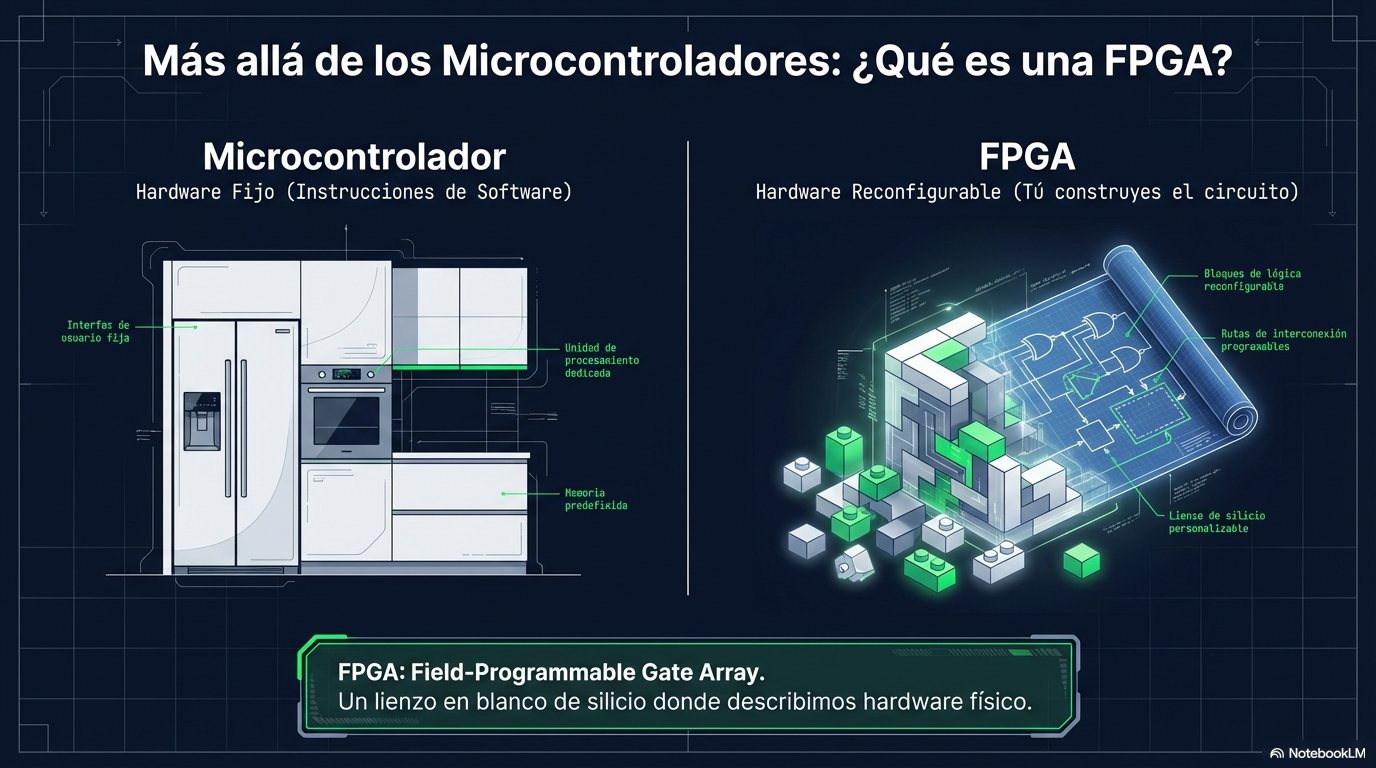 Más allá de los Microcontroladores: ¿Qué es una FPGA?
Microcontrolador
Hardware Fijo (Instrucciones de Software)
Interfas de
usuario fija
Unidad de
procesamiento
dedicada
Memoria
predefinida
FPGA
Hardware Reconfigurable (Tú construyes el circuito)
Bloques de lógica
reconfigurable
Rutas de interconexión
programables
Liense de silicio
personalizable
FPGA: Field-Programmable Gate Array.
Un lienzo en blanco de silicio donde describimos hardware físico.
NotebookLM